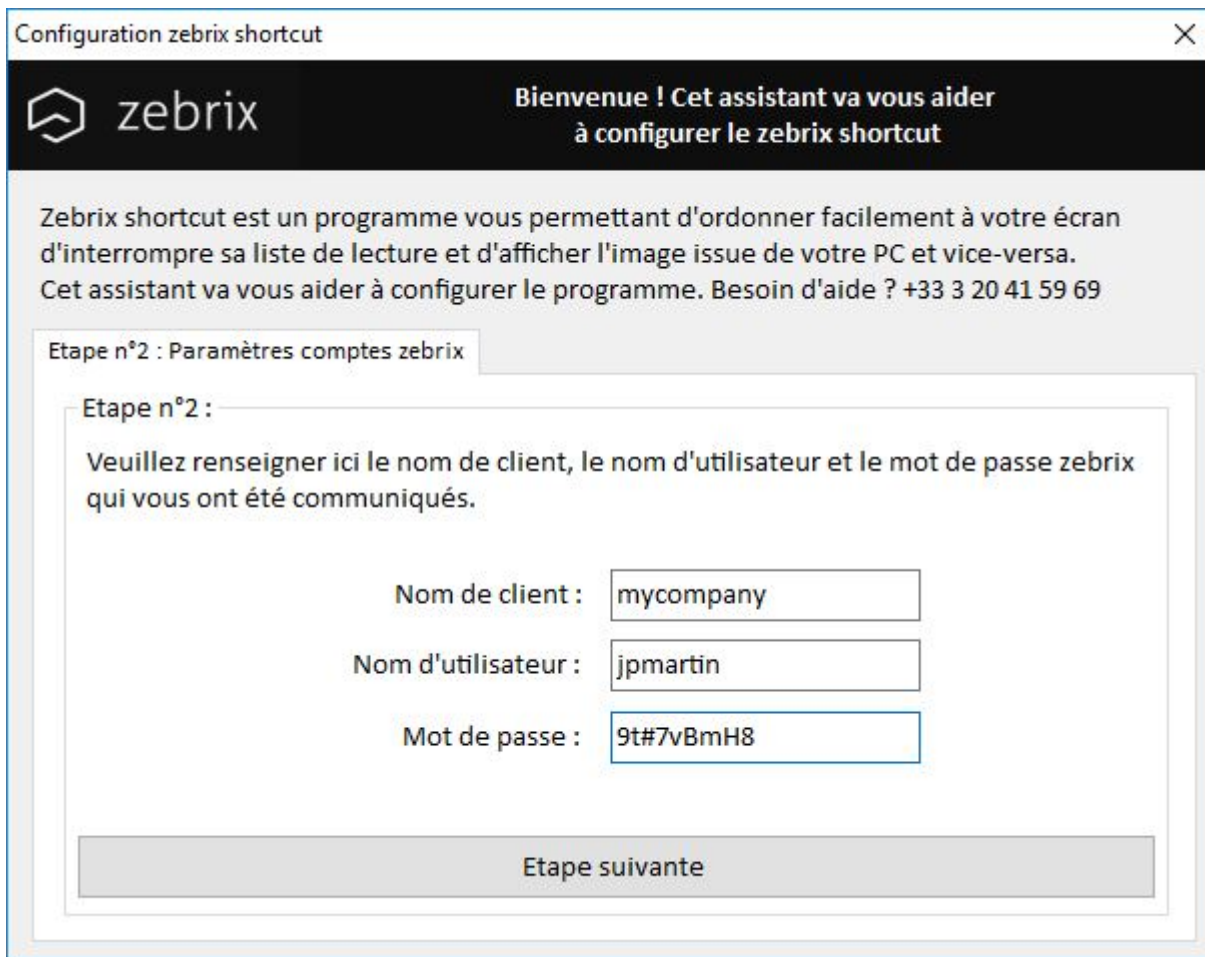 Configuration zebrix shortcut
zebrix
Bienvenue ! Cet assistant va vous aider
à configurer le zebrix shortcut
Zebrix shortcut est un programme vous permettant d'ordonner facilement à votre écran
d'interrompre sa liste de lecture et d'afficher l'image issue de votre PC et vice-versa.
Cet assistant va vous aider à configurer le programme. Besoin d'aide ? +33 3 20 41 59 69
Etape n°2 : Paramètres comptes zebrix
Etape n°2 :
Veuillez renseigner ici le nom de client, le nom d'utilisateur et le mot de passe zebrix
qui vous ont été communiqués.
Nom de client : mycompany
Nom d'utilisateur : jpmartin
Mot de passe : 9t#7vBmH8
Etape suivante